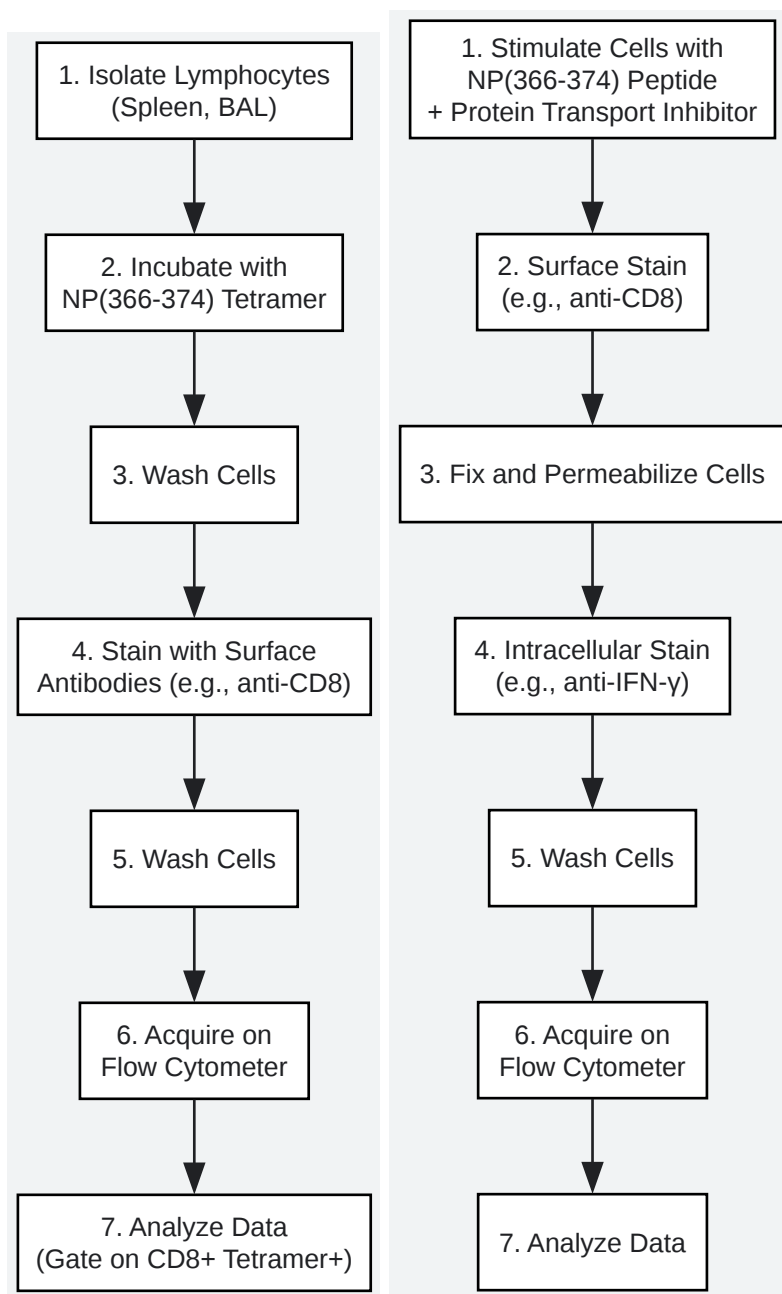 1. Isolate Lymphocytes
(Spleen, BAL)
2. Incubate with
NP(366-374) Tetramer
3. Wash Cells
4. Stain with Surface
Antibodies (e.g., anti-CD8)
5. Wash Cells
6. Acquire on
Flow Cytometer
7. Analyze Data
(Gate on CD8+ Tetramer+)
1. Stimulate Cells with
NP(366-374) Peptide
+ Protein Transport Inhibitor
2. Surface Stain
(e.g., anti-CD8)
3. Fix and Permeabilize Cells
4. Intracellular Stain
(e.g., anti-IFN-γ)
5. Wash Cells
6. Acquire on
Flow Cytometer
7. Analyze Data